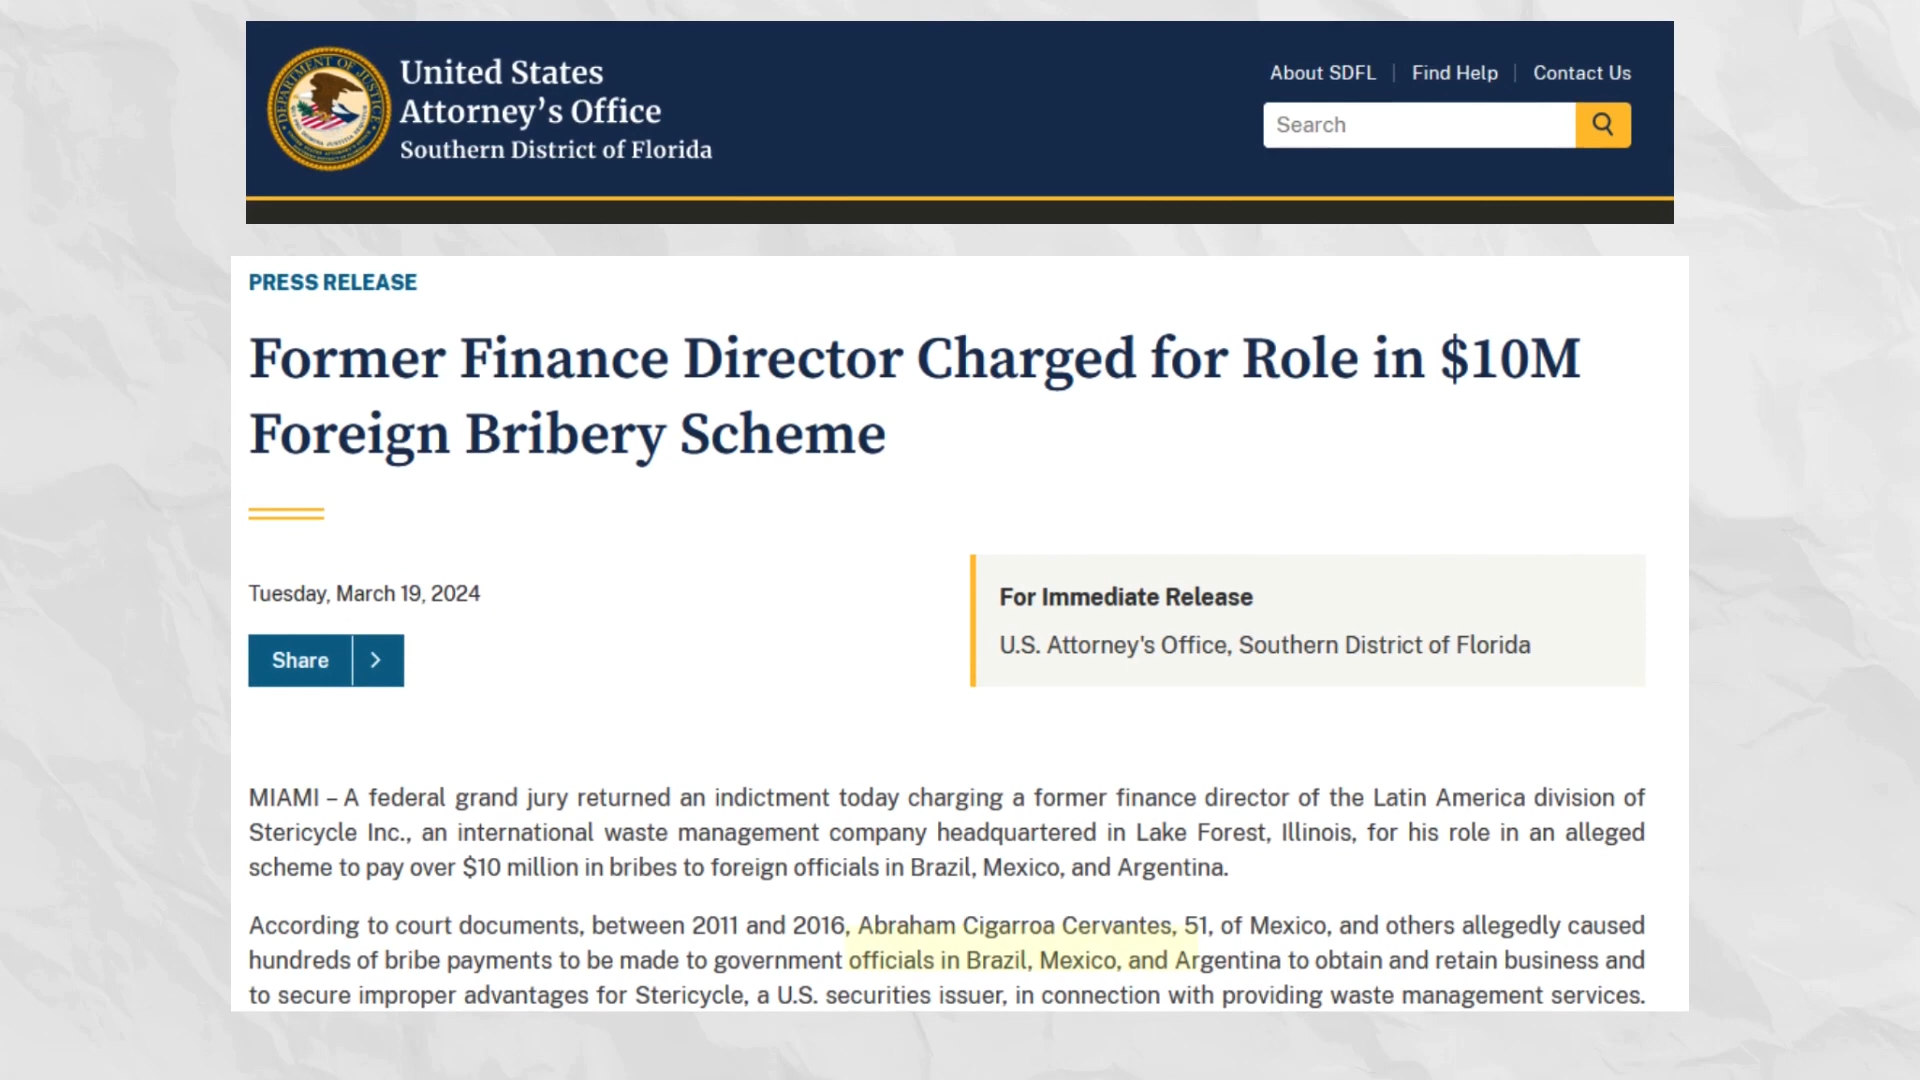 United States
Attorney's Office
Southern District of Florida
About SDFL | Find Help | Contact Us
Search
PRESS RELEASE
Former Finance Director Charged for Role in $10M
Foreign Bribery Scheme
Tuesday, March 19, 2024
Share
For Immediate Release
U.S. Attorney's Office, Southern District of Florida
MIAMI – A federal grand jury returned an indictment today charging a former finance director of the Latin America division of
Stericycle Inc., an international waste management company headquartered in Lake Forest, Illinois, for his role in an alleged
scheme to pay over $10 million in bribes to foreign officials in Brazil, Mexico, and Argentina.
According to court documents, between 2011 and 2016, Abraham Cigarroa Cervantes, 51, of Mexico, and others allegedly caused
hundreds of bribe payments to be made to government officials in Brazil, Mexico, and Argentina to obtain and retain business and
to secure improper advantages for Stericycle, a U.S. securities issuer, in connection with providing waste management services.